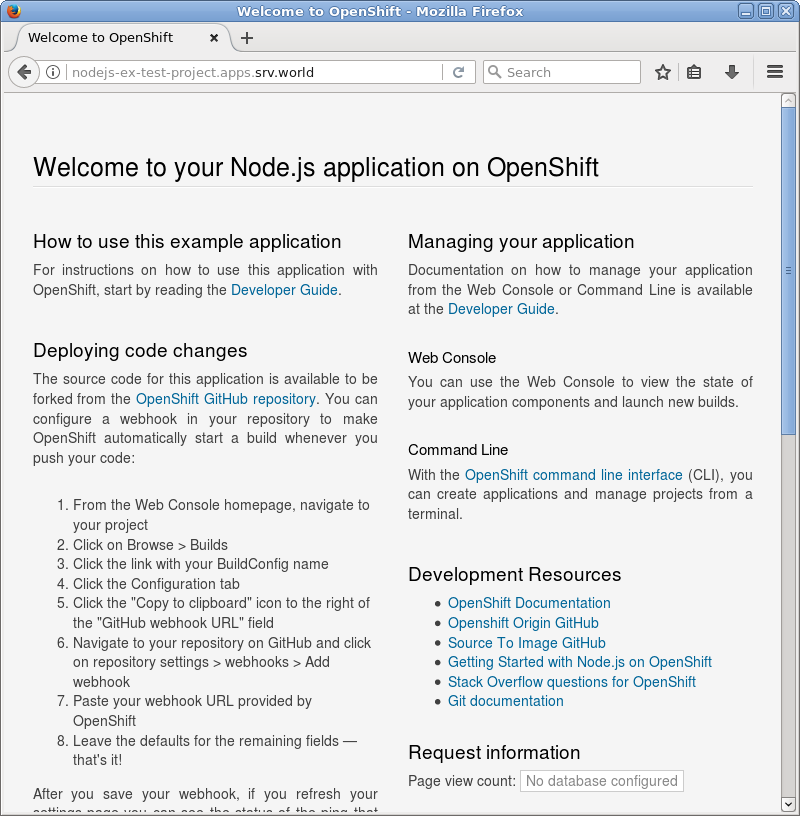 Welcome to OpenShift - Mozilla Firefox
Welcome to OpenShift
nodejs-ex-test-project.apps.srv.world
Search
Welcome to your Node.js application on OpenShift
How to use this example application
For instructions on how to use this application with
OpenShift, start by reading the Developer Guide.
Deploying code changes
The source code for this application is available to be
forked from the OpenShift GitHub repository. You can
configure a webhook in your repository to make
OpenShift automatically start a build whenever you
push your code:
1. From the Web Console homepage, navigate to
your project
2. Click on Browse > Builds
3. Click the link with your BuildConfig name
4. Click the Configuration tab
5. Click the "Copy to clipboard" icon to the right of
the "GitHub webhook URL" field
6. Navigate to your repository on GitHub and click
on repository settings > webhooks > Add
webhook
7. Paste your webhook URL provided by
OpenShift
8. Leave the defaults for the remaining fields —
that's it!
After you save your webhook, if you refresh your
settings page you can see the status of the ping that
Managing your application
Documentation on how to manage your application
from the Web Console or Command Line is available
at the Developer Guide.
Web Console
You can use the Web Console to view the state of
your application components and launch new builds.
Command Line
With the OpenShift command line interface (CLI), you
can create applications and manage projects from a
terminal.
Development Resources
• OpenShift Documentation
• Openshift Origin GitHub
• Source To Image GitHub
• Getting Started with Node.js on OpenShift
• Stack Overflow questions for OpenShift
• Git documentation
Request information
Page view count: No database configured